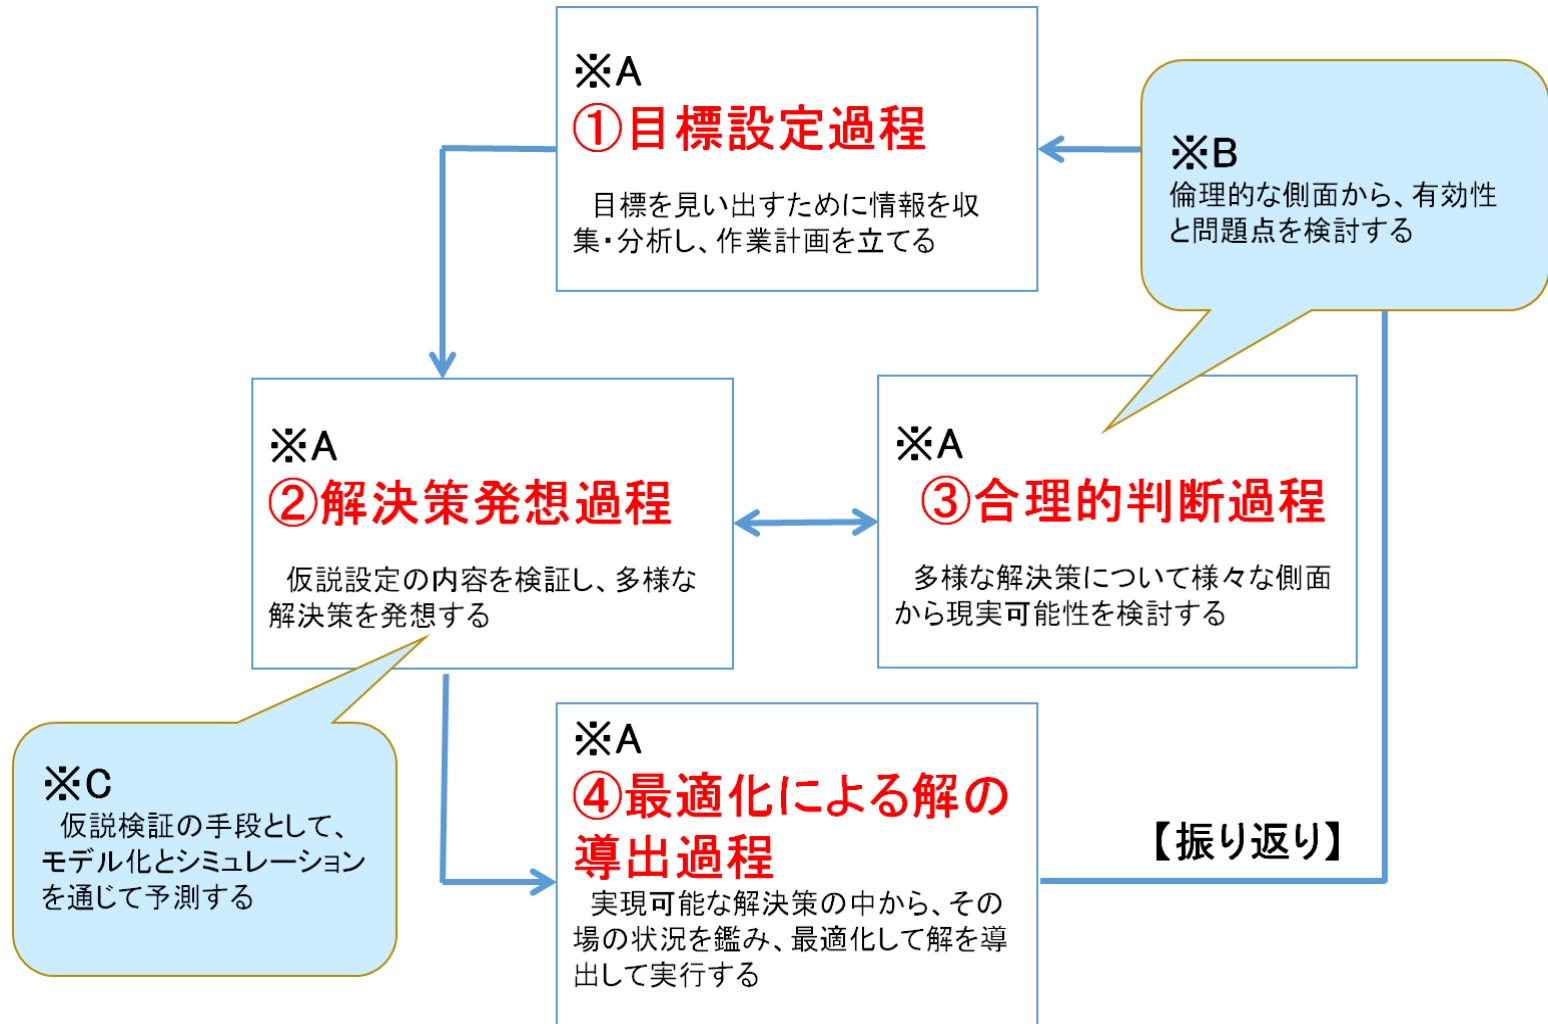 ※A
①目標設定過程
目標を見い出すために情報を収
集・分析し、作業計画を立てる
※B
倫理的な側面から、有効性
と問題点を検討する
※A
②解決策発想過程
仮説設定の内容を検証し、多様な
解決策を発想する
※A
③合理的判断過程
多様な解決策について様々な側面
から現実可能性を検討する
※C
仮説検証の手段として、
モデル化とシミュレーション
を通じて予測する
※A
④最適化による解の
導出過程
実現可能な解決策の中から、その
場の状況を鑑み、最適化して解を導
出して実行する
【振り返り】